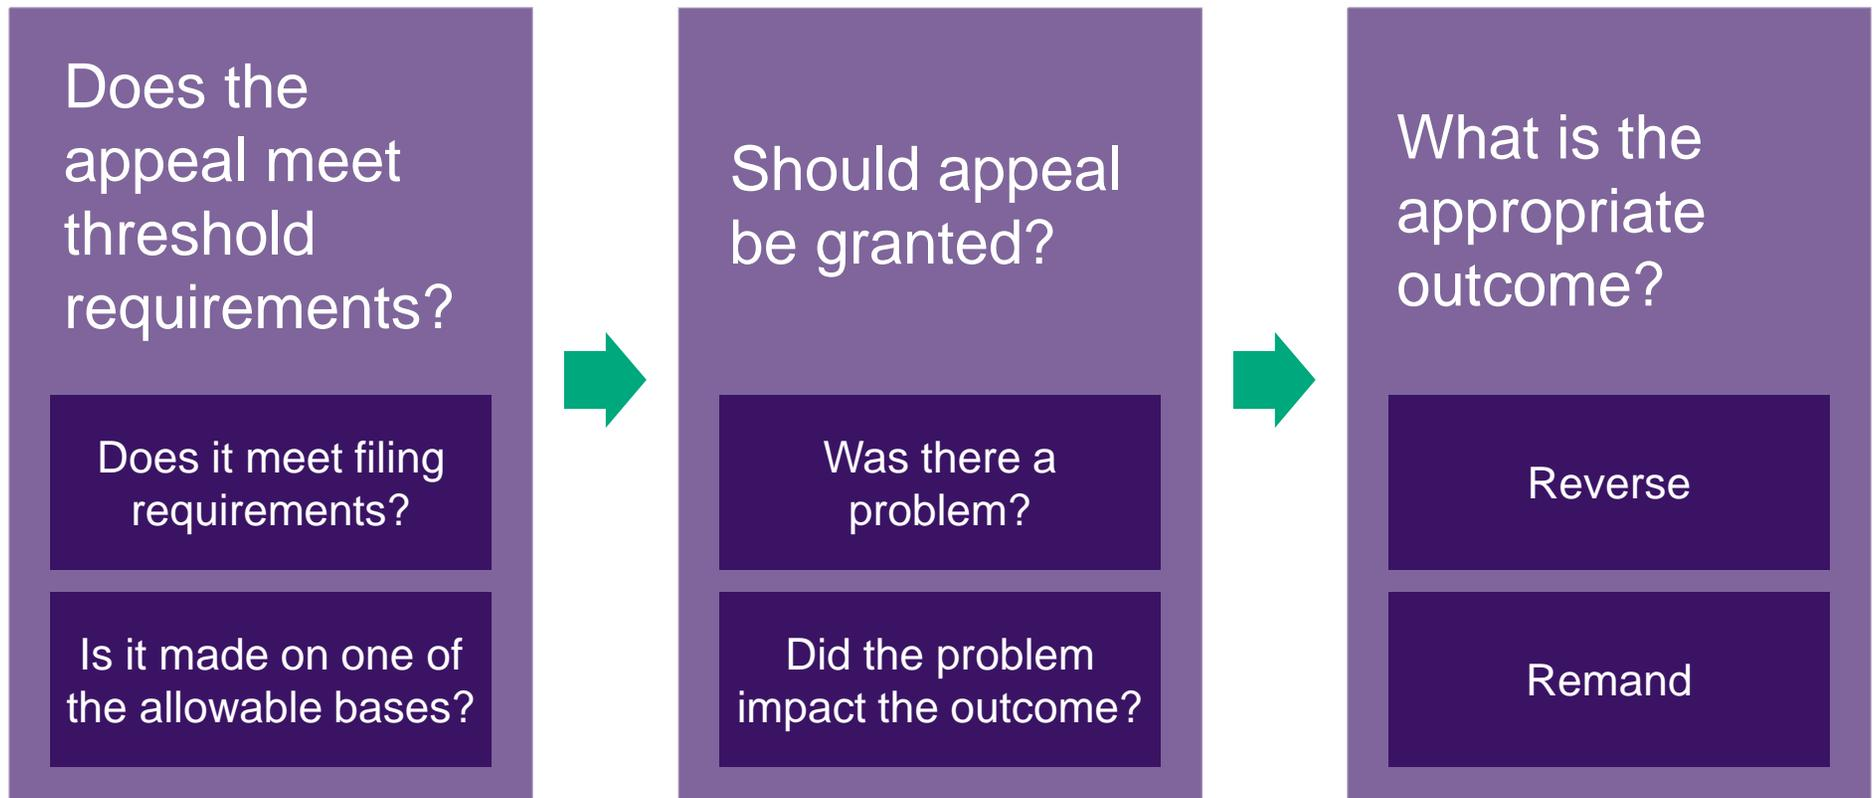 Does the
appeal meet
threshold
requirements?
Does it meet filing
requirements?
Is it made on one of
the allowable bases?
Should appeal
be granted?
Was there a
problem?
Did the problem
impact the outcome?
What is the
appropriate
outcome?
Reverse
Remand